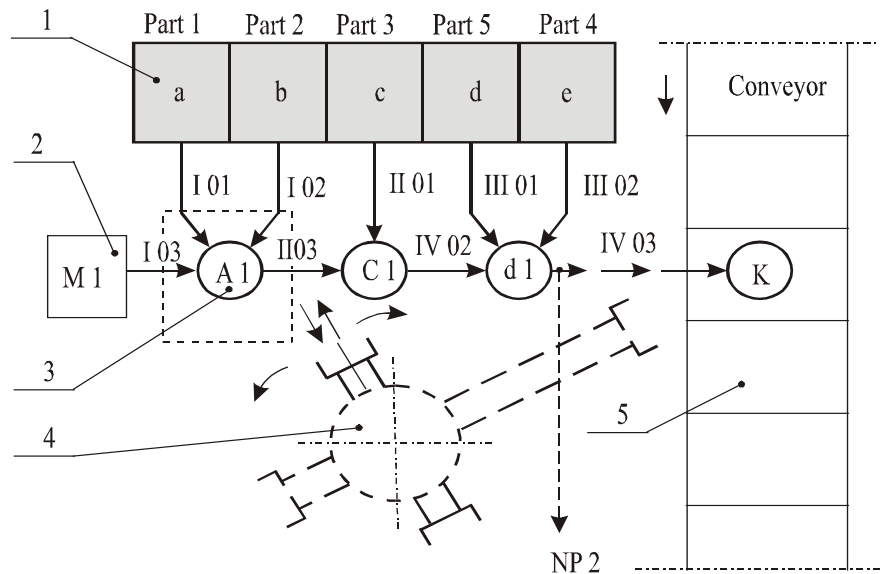 1
Part 1 Part 2 Part 3 Part 5 Part 4
a b c d e
Conveyor
2
I 01 I 02 II 01 III 01 III 02
M 1 I 03 A 1 II03 C 1 IV 02 d 1 IV 03 K
3
4
5
NP 2